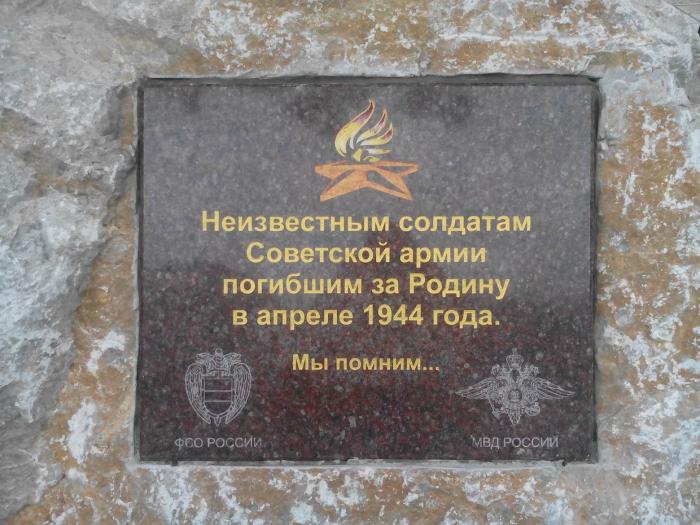 Неизвестным солдатам
Советской армии
погибшим за Родину
в апреле 1944 года.
Мы помним...
ФСО РОССИИ
МВД РОССИИ